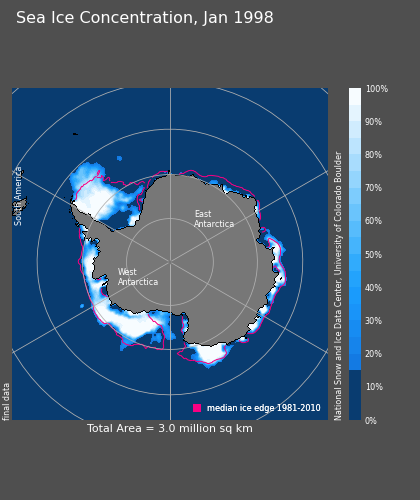 Sea Ice Concentration, Jan 1998
100%
90%
80%
70%
60%
50%
40%
30%
20%
10%
0%
National Snow and Ice Data Center, University of Colorado Boulder
South America
East
Antarctica
West
Antarctica
median ice edge 1981-2010
final data
Total Area = 3.0 million sq km